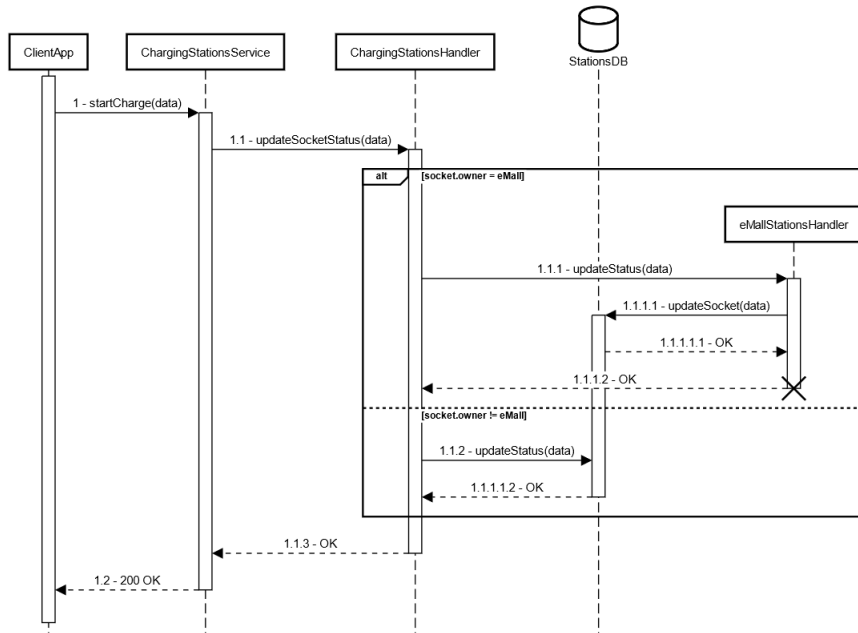 ClientApp
ChargingStationsService
ChargingStationsHandler
StationsDB
1 - startCharge(data)
1.1 - updateSocketStatus(data)
alt
[socket.owner = eMall]
eMallStationsHandler
1.1.1 - updateStatus(data)
1.1.1.1 - updateSocket(data)
1.1.1.1.1 - OK
1.1.1.2 - OK
[socket.owner != eMall]
1.1.2 - updateStatus(data)
1.1.1.1.2 - OK
1.1.3 - OK
1.2 - 200 OK